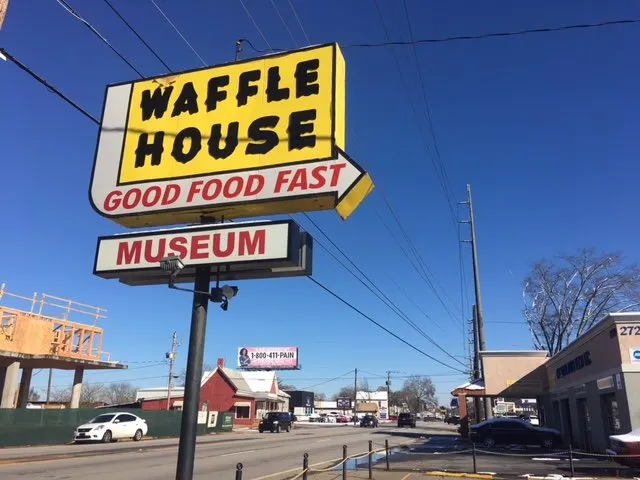 WAFFLE
HOUSE
GOOD FOOD FAST
MUSEUM
1-800-411-PAIN
272